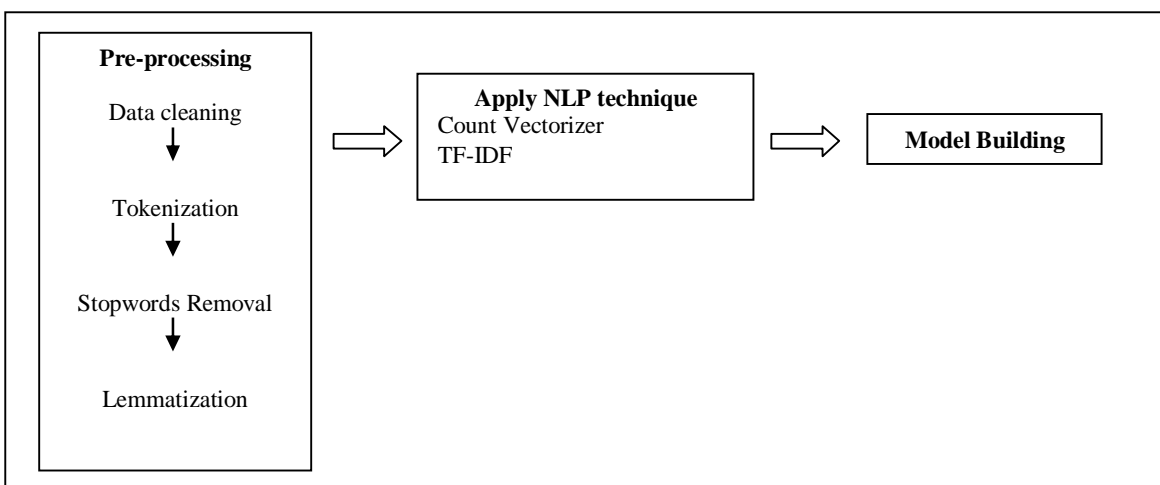 Pre-processing
Data cleaning
Tokenization
Stopwords Removal
Lemmatization
Apply NLP technique
Count Vectorizer
TF-IDF
Model Building